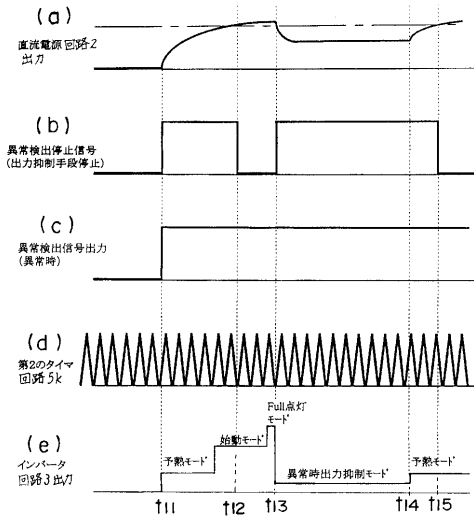 (a)
直流電源回路2
出力
(b)
異常検出停止信号
(出力抑制手段停止)
(c)
異常検出信号出力
(異常時)
(d)
第2のタイマ
回路5k
(e)
インバータ
回路3出力
予熱モード
始動モード
Full点灯
モード
異常時出力抑制モード
予熱モード
t11
t12
t13
t14
t15